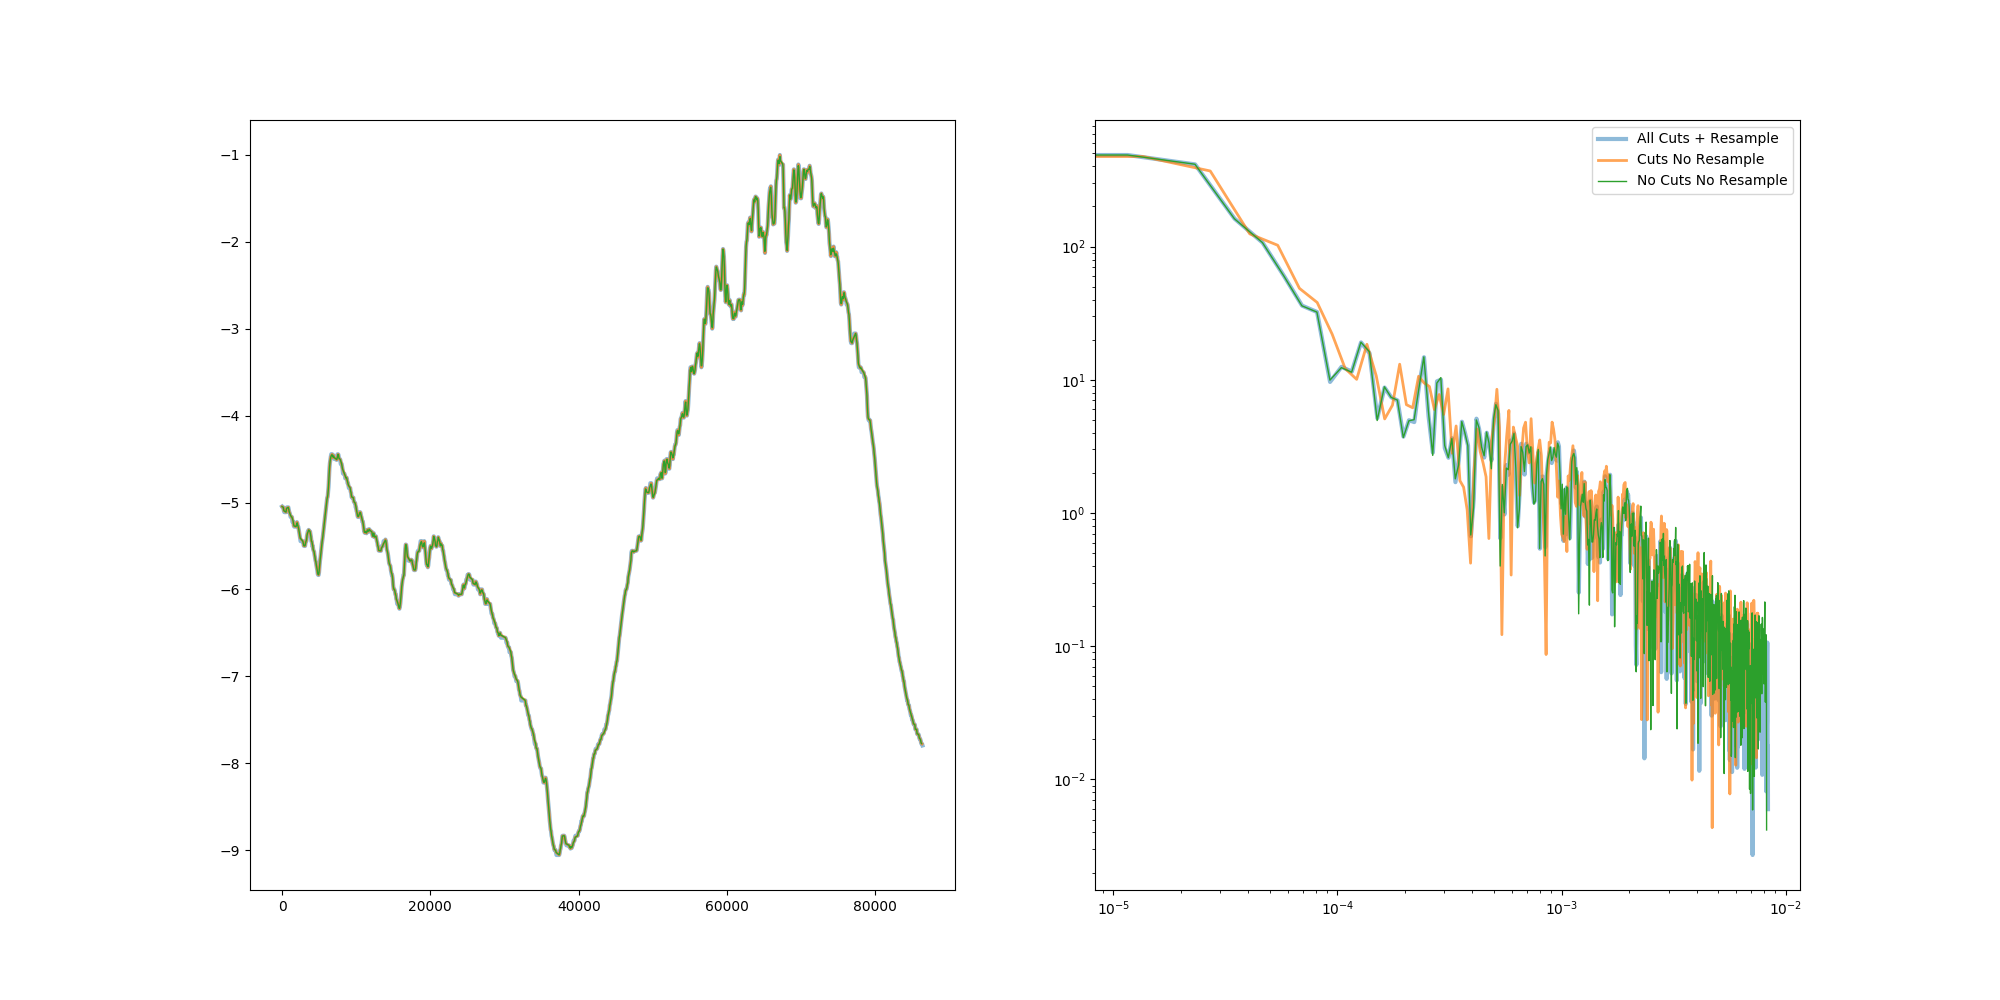 −1
−2
−3
−4
−5
−6
−7
−8
−9
0 20000 40000 60000 80000
All Cuts + Resample
Cuts No Resample
No Cuts No Resample
10²
10¹
10⁰
10⁻¹
10⁻²
10⁻⁵ 10⁻⁴ 10⁻³ 10⁻²